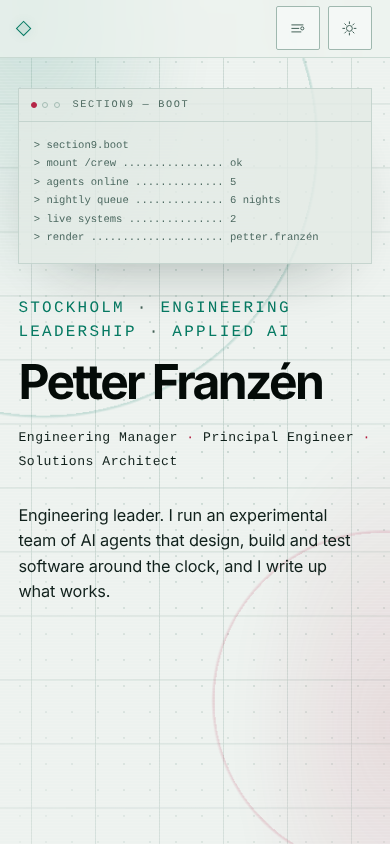 SECTION9 — BOOT
> section9.boot
> mount /crew ................ ok
> agents online .............. 5
> nightly queue .............. 6 nights
> live systems ............... 2
> render ..................... petter.franzén
STOCKHOLM · ENGINEERING
LEADERSHIP · APPLIED AI
Petter Franzén
Engineering Manager · Principal Engineer ·
Solutions Architect
Engineering leader. I run an experimental
team of AI agents that design, build and test
software around the clock, and I write up
what works.